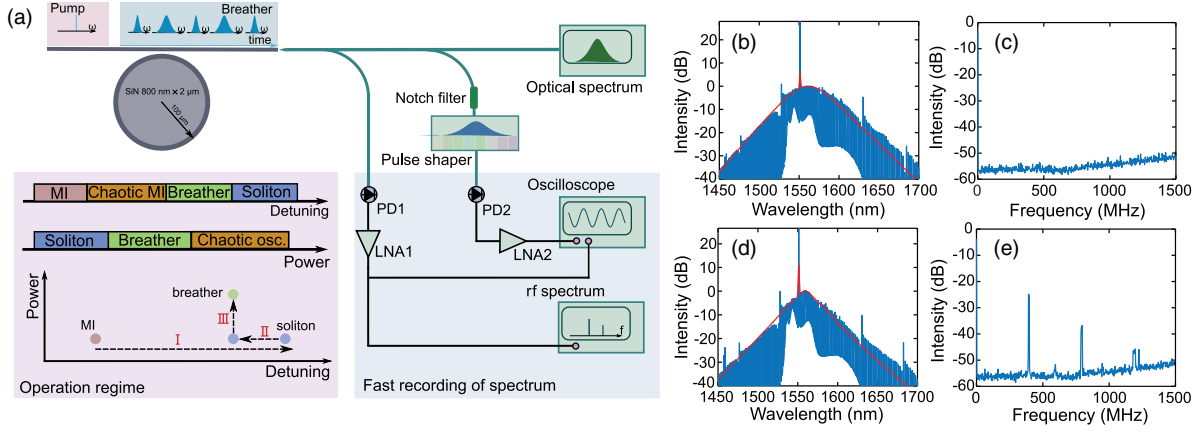 (a)
Pump
ω
Breather
ω ω ω ω ω
time
SiN 800 nm x 2 μm
100 μm
Notch filter
Pulse shaper
Optical spectrum
MI Chaotic MI Breather Soliton
Detuning
Soliton Breather Chaotic osc.
Power
Power
breather
MI
I
III
II
soliton
Detuning
Operation regime
PD1
PD2
Oscilloscope
LNA1
LNA2
rf spectrum
f
Fast recording of spectrum
(b)
Intensity (dB)
20
10
0
-10
-20
-30
-40
1450 1500 1550 1600 1650 1700
Wavelength (nm)
(c)
Intensity (dB)
0
-10
-20
-30
-40
-50
-60
0 500 1000 1500
Frequency (MHz)
(d)
Intensity (dB)
20
10
0
-10
-20
-30
-40
1450 1500 1550 1600 1650 1700
Wavelength (nm)
(e)
Intensity (dB)
0
-10
-20
-30
-40
-50
-60
0 500 1000 1500
Frequency (MHz)